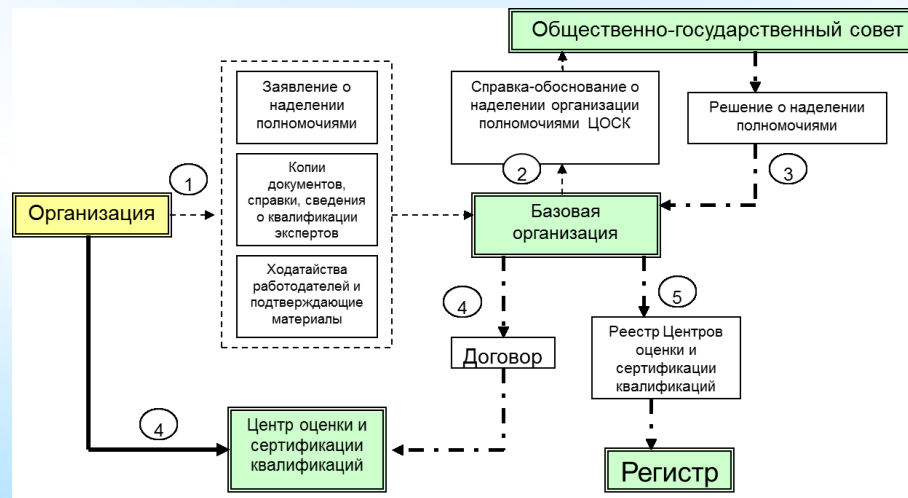 Общественно-государственный совет
Заявление о
наделении
полномочиями
Справка-обоснование о
наделении организации
полномочиями ЦОСК
Решение о наделении
полномочиями
1
2
3
Копии
документов,
справки, сведения
о квалификации
экспертов
Организация
Базовая
организация
Ходатайства
работодателей и
подтверждающие
материалы
4
5
Договор
Реестр Центров
оценки и
сертификации
квалификаций
4
Центр оценки и
сертификации
квалификаций
Регистр